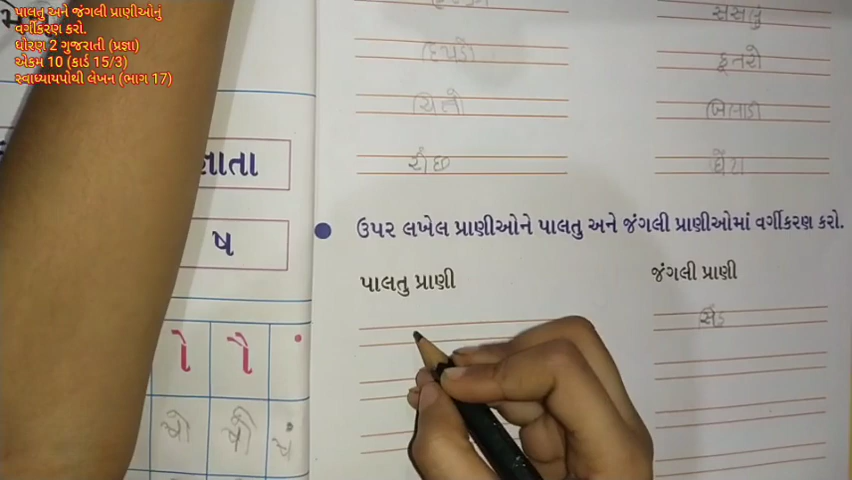 પાલતુ અને જંગલી પ્રાણીઓનું
વર્ગીકરણ કરો.
ધોરણ 2 ગુજરાતી (પ્રજ્ઞા)
એકમ 10 (કાર્ડ 15/3)
સ્વાધ્યાયપોથી લેખન (ભાગ 17)
સસલું
દિપડો
કૂતરો
ચિત્તો
બિલાડી
રીંછ
ઘેંટા
જ્ઞાતા
ષ
ઉપર લખેલ પ્રાણીઓને પાલતુ અને જંગલી પ્રાણીઓમાં વર્ગીકરણ કરો.
પાલતુ પ્રાણી
જંગલી પ્રાણી
ો ૌ ં